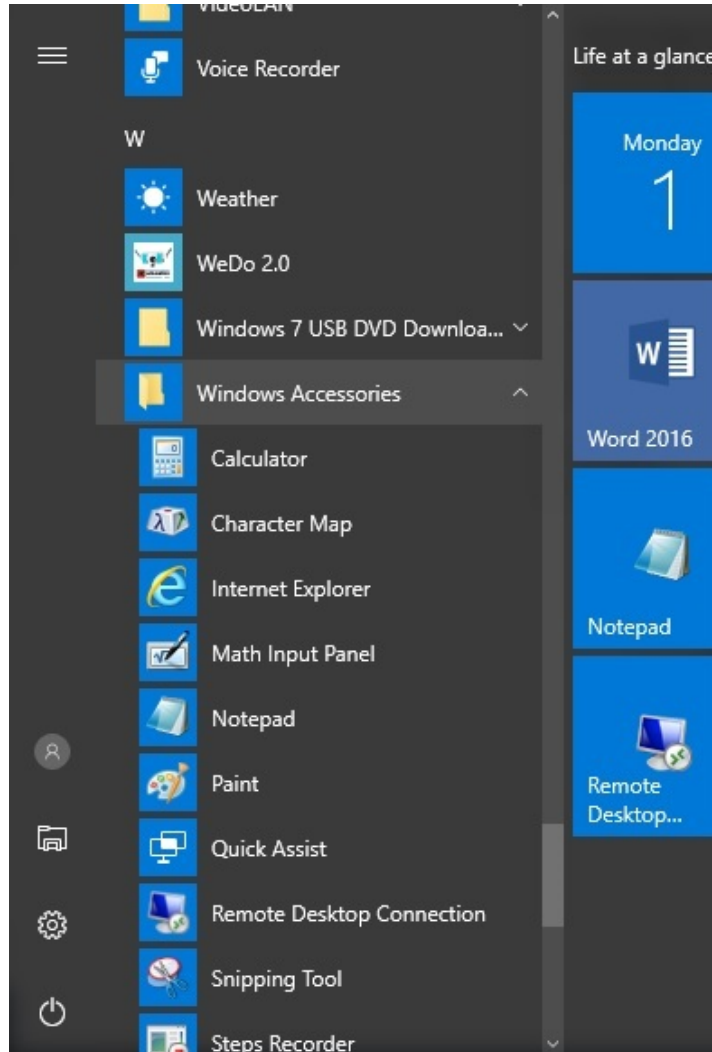 VideoLAN
Voice Recorder
W
Weather
WeDo 2.0
Windows 7 USB DVD Downloa...
Windows Accessories
Calculator
Character Map
Internet Explorer
Math Input Panel
Notepad
Paint
Quick Assist
Remote Desktop Connection
Snipping Tool
Steps Recorder
Life at a glance
Monday
1
W
Word 2016
Notepad
Remote
Desktop...